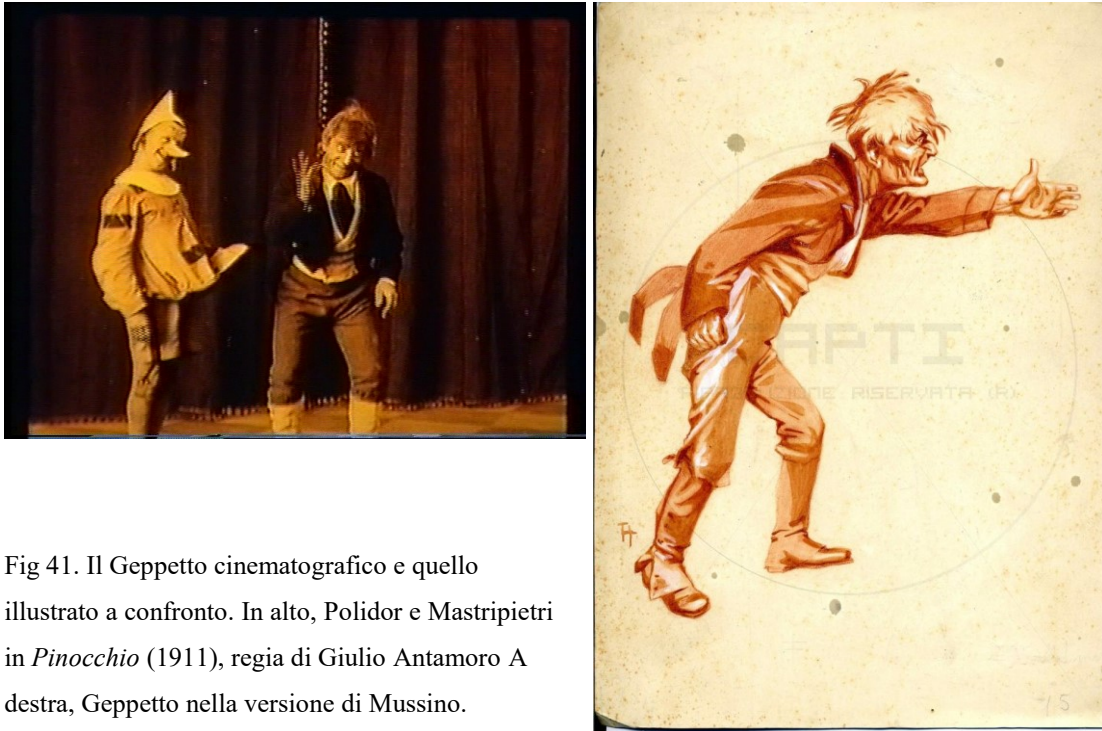 Fig 41. Il Geppetto cinematografico e quello
illustrato a confronto. In alto, Polidor e Mastripietri
in Pinocchio (1911), regia di Giulio Antamoro A
destra, Geppetto nella versione di Mussino.
RISERVATA (R)
15